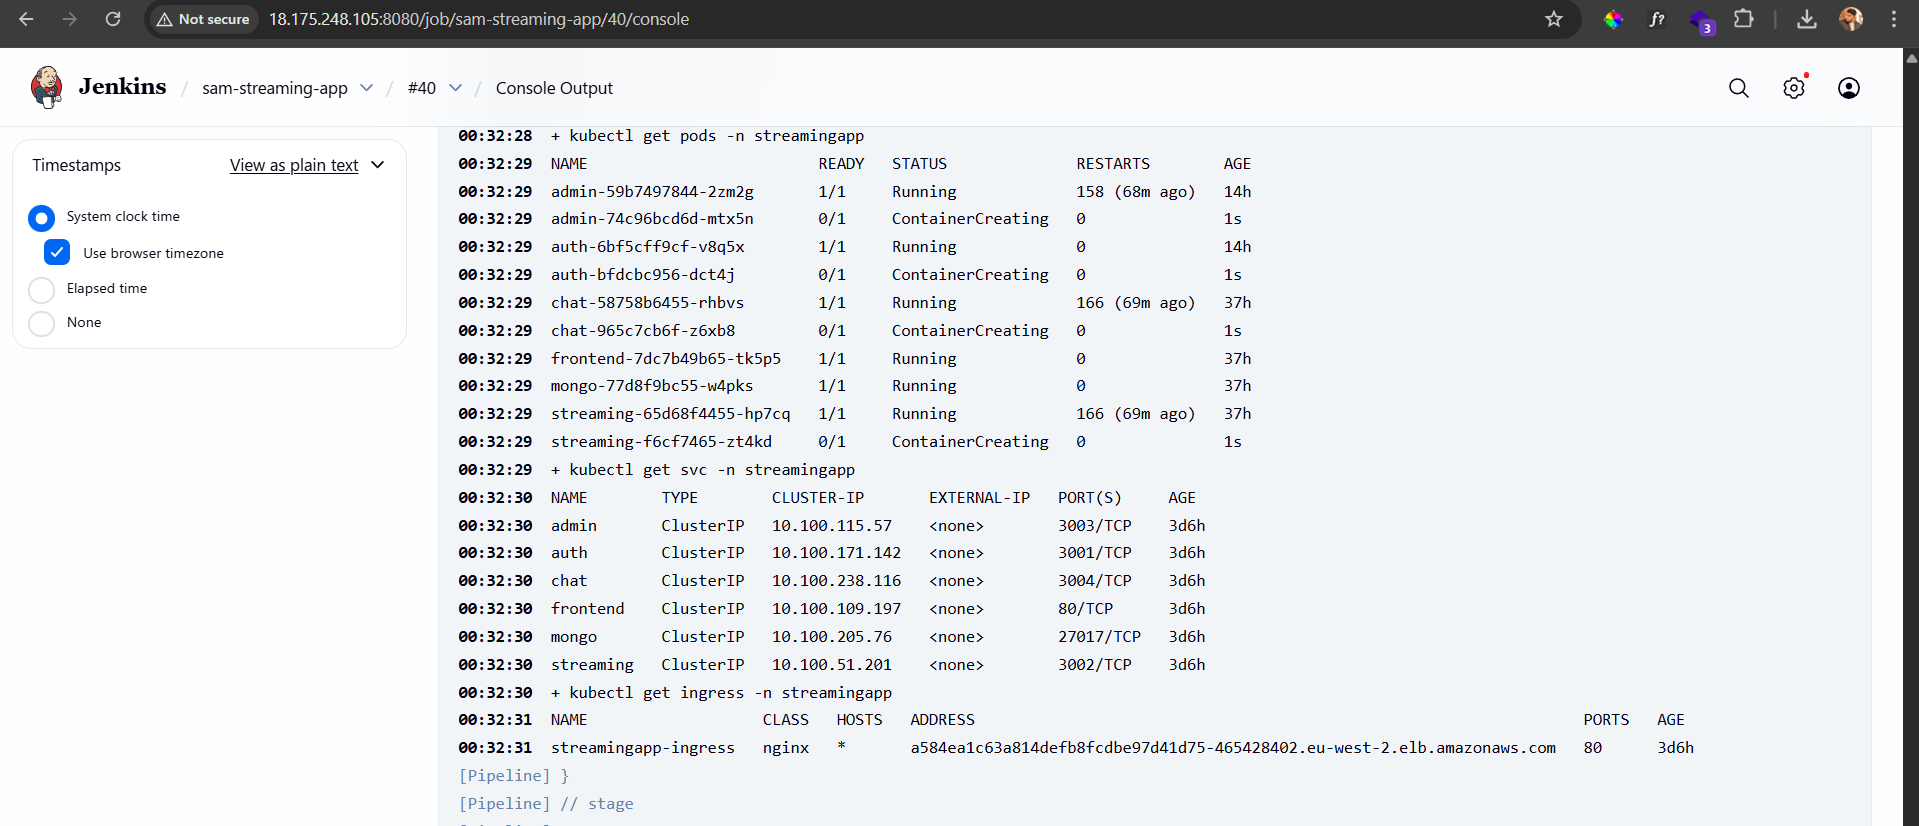 Not secure 18.175.248.105:8080/job/sam-streaming-app/40/console f? 3
Jenkins / sam-streaming-app / #40 / Console Output
Timestamps View as plain text
System clock time
Use browser timezone
Elapsed time
None
00:32:28 + kubectl get pods -n streamingapp
00:32:29 NAME READY STATUS RESTARTS AGE
00:32:29 admin-59b7497844-2zm2g 1/1 Running 158 (68m ago) 14h
00:32:29 admin-74c96bcd6d-mtx5n 0/1 ContainerCreating 0 1s
00:32:29 auth-6bf5cff9cf-v8q5x 1/1 Running 0 14h
00:32:29 auth-bfdcbc956-dct4j 0/1 ContainerCreating 0 1s
00:32:29 chat-58758b6455-rhbvs 1/1 Running 166 (69m ago) 37h
00:32:29 chat-965c7cb6f-z6xb8 0/1 ContainerCreating 0 1s
00:32:29 frontend-7dc7b49b65-tk5p5 1/1 Running 0 37h
00:32:29 mongo-77d8f9bc55-w4pks 1/1 Running 0 37h
00:32:29 streaming-65d68f4455-hp7cq 1/1 Running 166 (69m ago) 37h
00:32:29 streaming-f6cf7465-zt4kd 0/1 ContainerCreating 0 1s
00:32:29 + kubectl get svc -n streamingapp
00:32:30 NAME TYPE CLUSTER-IP EXTERNAL-IP PORT(S) AGE
00:32:30 admin ClusterIP 10.100.115.57 <none> 3003/TCP 3d6h
00:32:30 auth ClusterIP 10.100.171.142 <none> 3001/TCP 3d6h
00:32:30 chat ClusterIP 10.100.238.116 <none> 3004/TCP 3d6h
00:32:30 frontend ClusterIP 10.100.109.197 <none> 80/TCP 3d6h
00:32:30 mongo ClusterIP 10.100.205.76 <none> 27017/TCP 3d6h
00:32:30 streaming ClusterIP 10.100.51.201 <none> 3002/TCP 3d6h
00:32:30 + kubectl get ingress -n streamingapp
00:32:31 NAME CLASS HOSTS ADDRESS PORTS AGE
00:32:31 streamingapp-ingress nginx * a584ea1c63a814defb8fcdbe97d41d75-465428402.eu-west-2.elb.amazonaws.com 80 3d6h
[Pipeline] }
[Pipeline] // stage